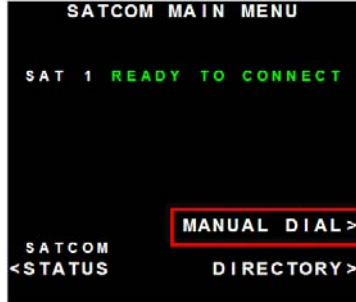 SATCOM MAIN MENU
SAT 1 READY TO CONNECT
MANUAL DIAL>
SATCOM
<STATUS DIRECTORY>